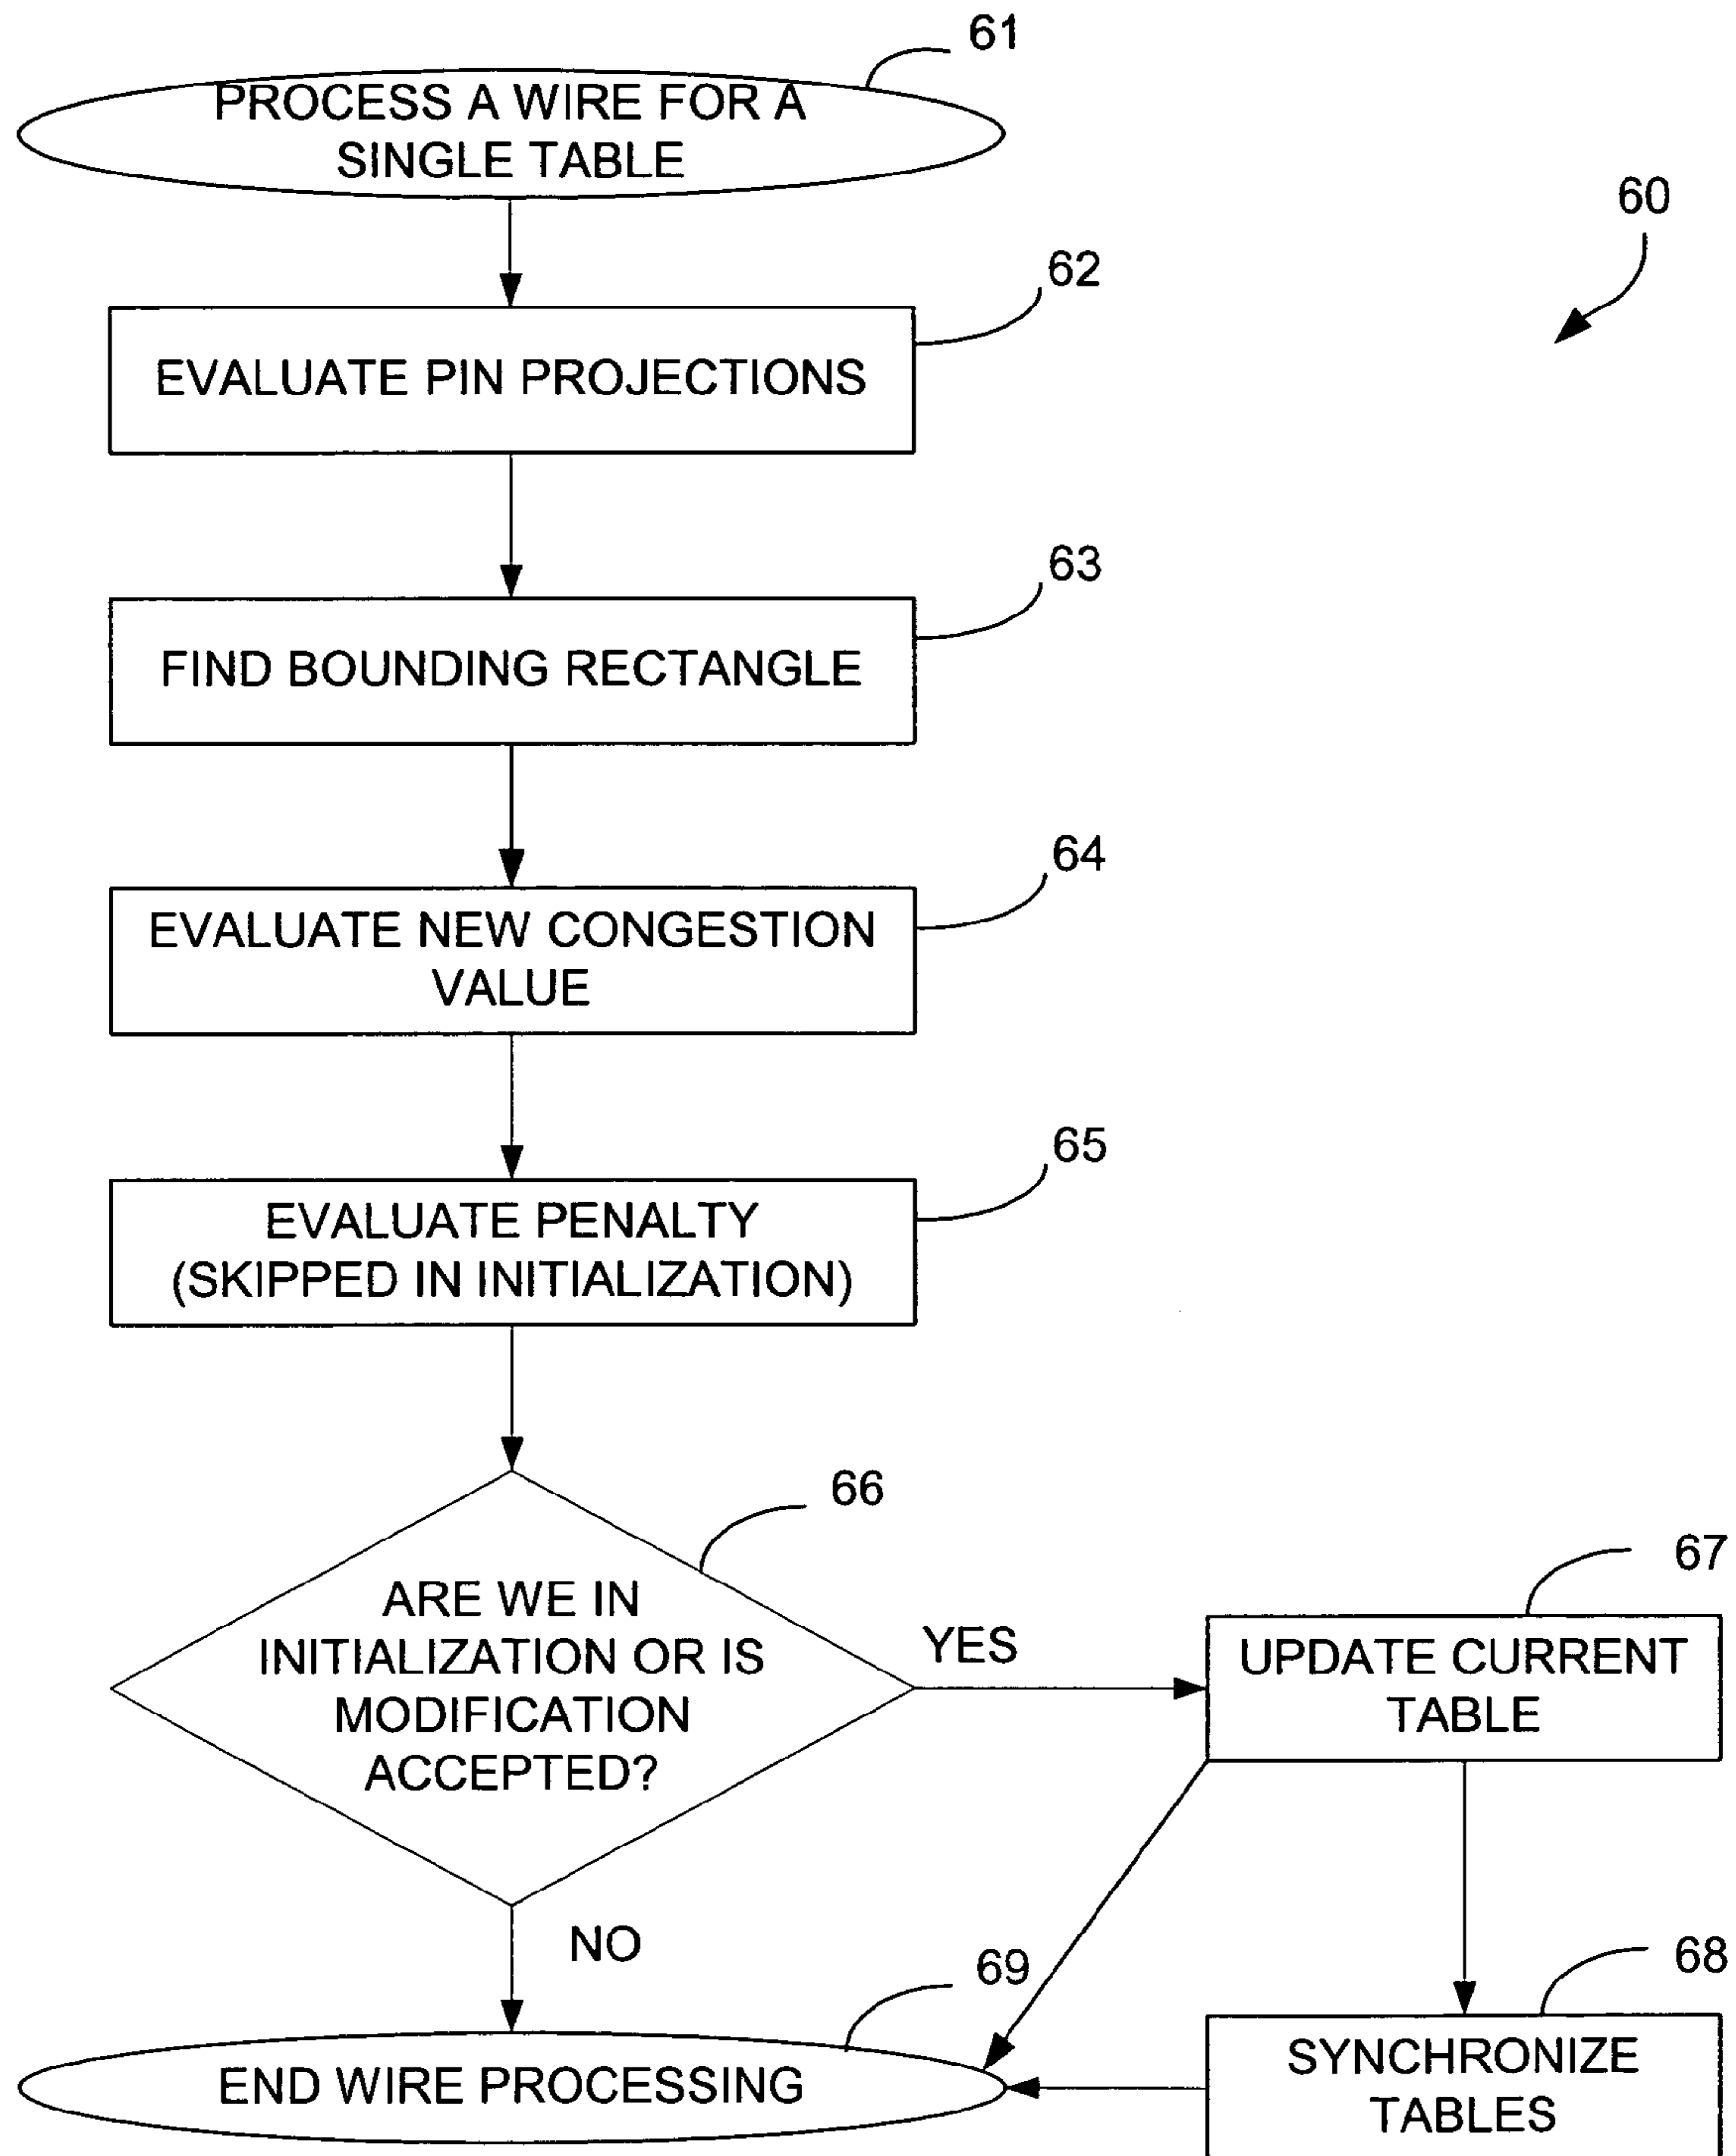 61
PROCESS A WIRE FOR A
SINGLE TABLE
60
62
EVALUATE PIN PROJECTIONS
63
FIND BOUNDING RECTANGLE
64
EVALUATE NEW CONGESTION
VALUE
65
EVALUATE PENALTY
(SKIPPED IN INITIALIZATION)
66
ARE WE IN
INITIALIZATION OR IS
MODIFICATION
ACCEPTED?
YES
67
UPDATE CURRENT
TABLE
NO
69
END WIRE PROCESSING
68
SYNCHRONIZE
TABLES